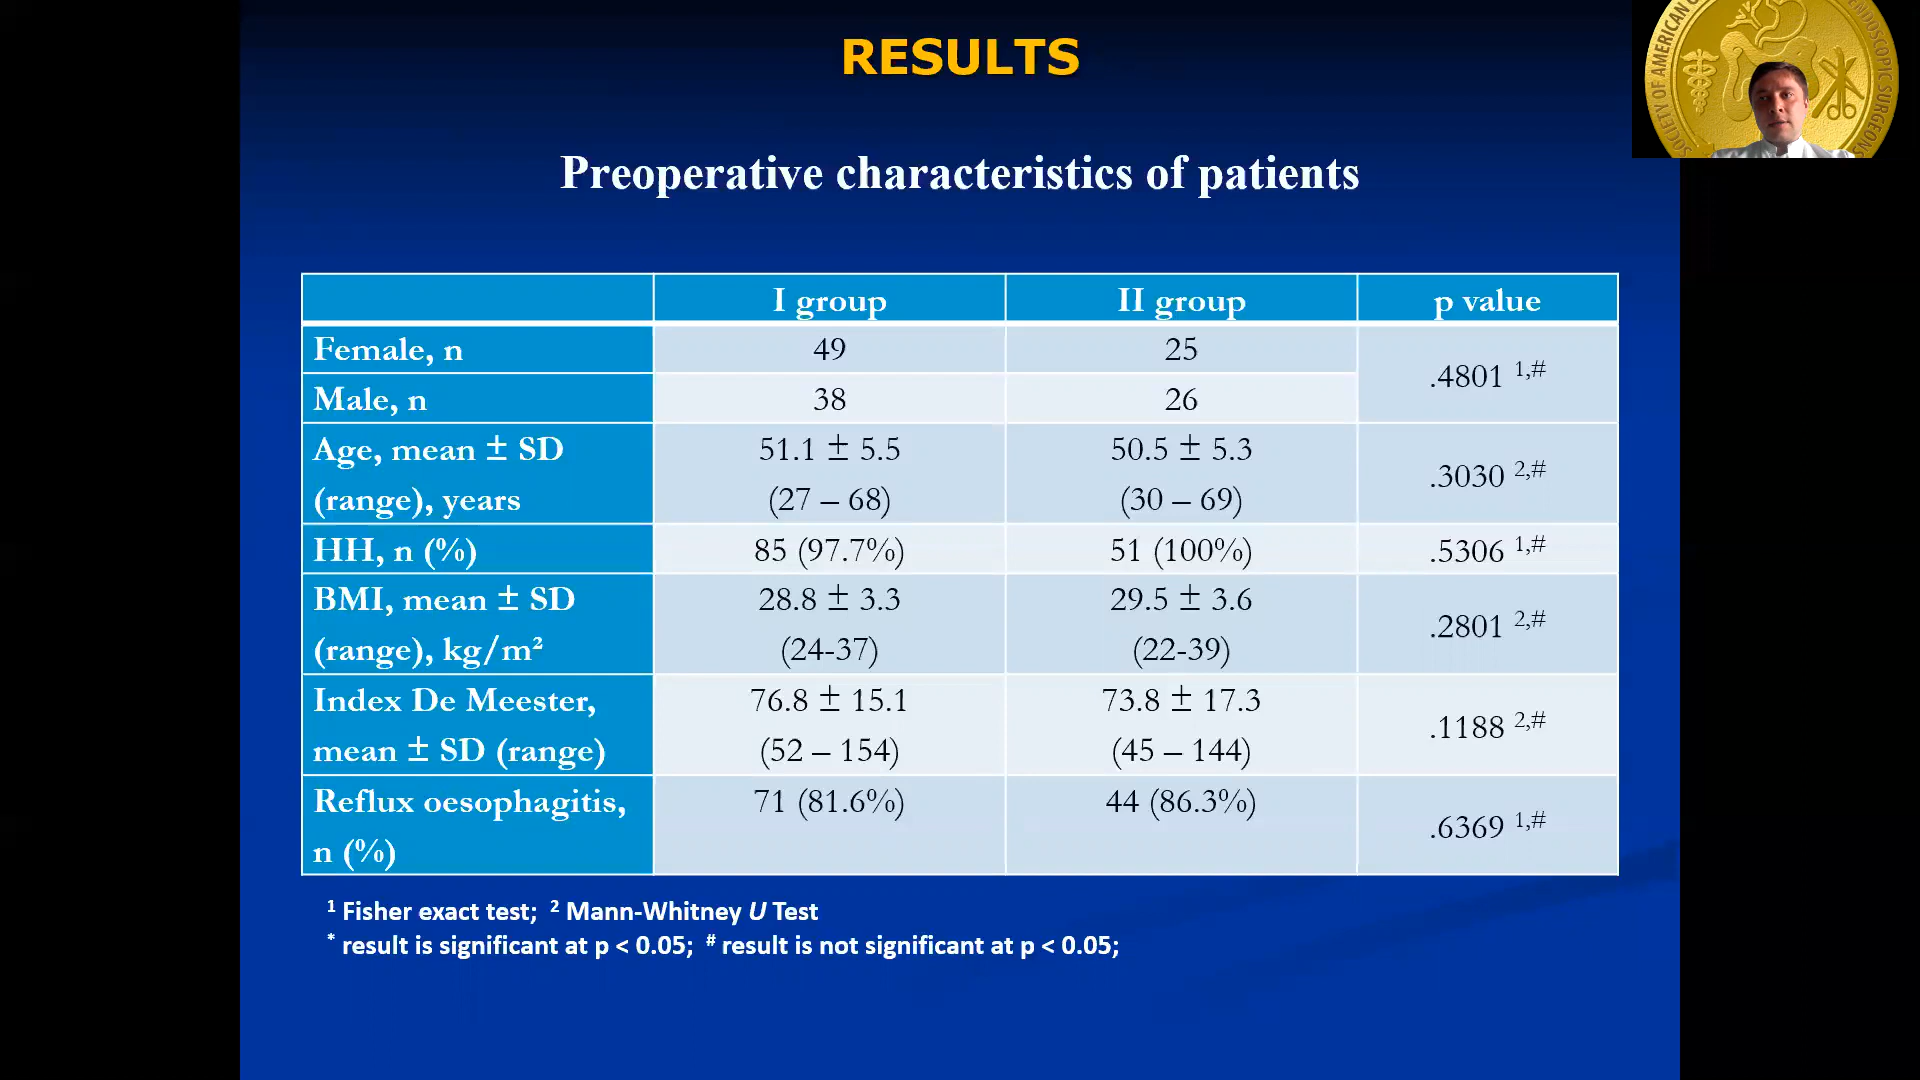 RESULTS
SOCIETY OF AMERICAN
ENDOSCOPIC SURGEONS
Preoperative characteristics of patients
I group II group p value
Female, n 49 25 .4801 1,#
Male, n 38 26
Age, mean ± SD (range), years 51.1 ± 5.5 (27 – 68) 50.5 ± 5.3 (30 – 69) .3030 2,#
HH, n (%) 85 (97.7%) 51 (100%) .5306 1,#
BMI, mean ± SD (range), kg/m² 28.8 ± 3.3 (24-37) 29.5 ± 3.6 (22-39) .2801 2,#
Index De Meester, mean ± SD (range) 76.8 ± 15.1 (52 – 154) 73.8 ± 17.3 (45 – 144) .1188 2,#
Reflux oesophagitis, n (%) 71 (81.6%) 44 (86.3%) .6369 1,#
1 Fisher exact test; 2 Mann-Whitney U Test
* result is significant at p < 0.05; # result is not significant at p < 0.05;